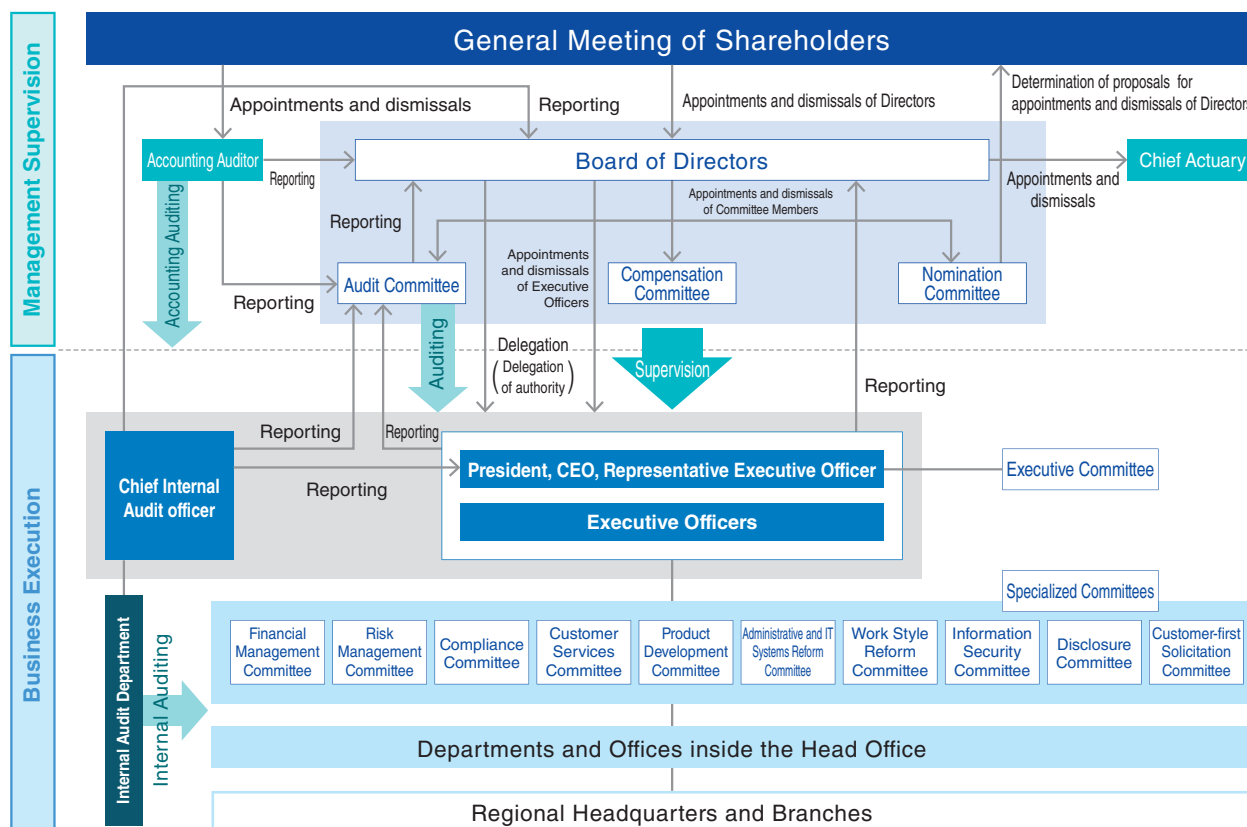 Management Supervision
General Meeting of Shareholders
Appointments and dismissals
Reporting
Appointments and dismissals of Directors
Determination of proposals for
appointments and dismissals of Directors
Accounting Auditor
Reporting
Board of Directors
Chief Actuary
Appointments and
dismissals
Accounting Auditing
Reporting
Appointments and dismissals
of Committee Members
Appointments
and dismissals
of Executive
Officers
Audit Committee
Compensation
Committee
Nomination
Committee
Reporting
Auditing
Delegation
(Delegation
of authority)
Supervision
Reporting
Business Execution
Reporting
Reporting
Chief Internal
Audit officer
Reporting
President, CEO, Representative Executive Officer
Executive Officers
Executive Committee
Specialized Committees
Internal Audit Department
Internal Auditing
Financial
Management
Committee
Risk
Management
Committee
Compliance
Committee
Customer
Services
Committee
Product
Development
Committee
Administrative and IT
Systems Reform
Committee
Work Style
Reform
Committee
Information
Security
Committee
Disclosure
Committee
Customer-first
Solicitation
Committee
Departments and Offices inside the Head Office
Regional Headquarters and Branches